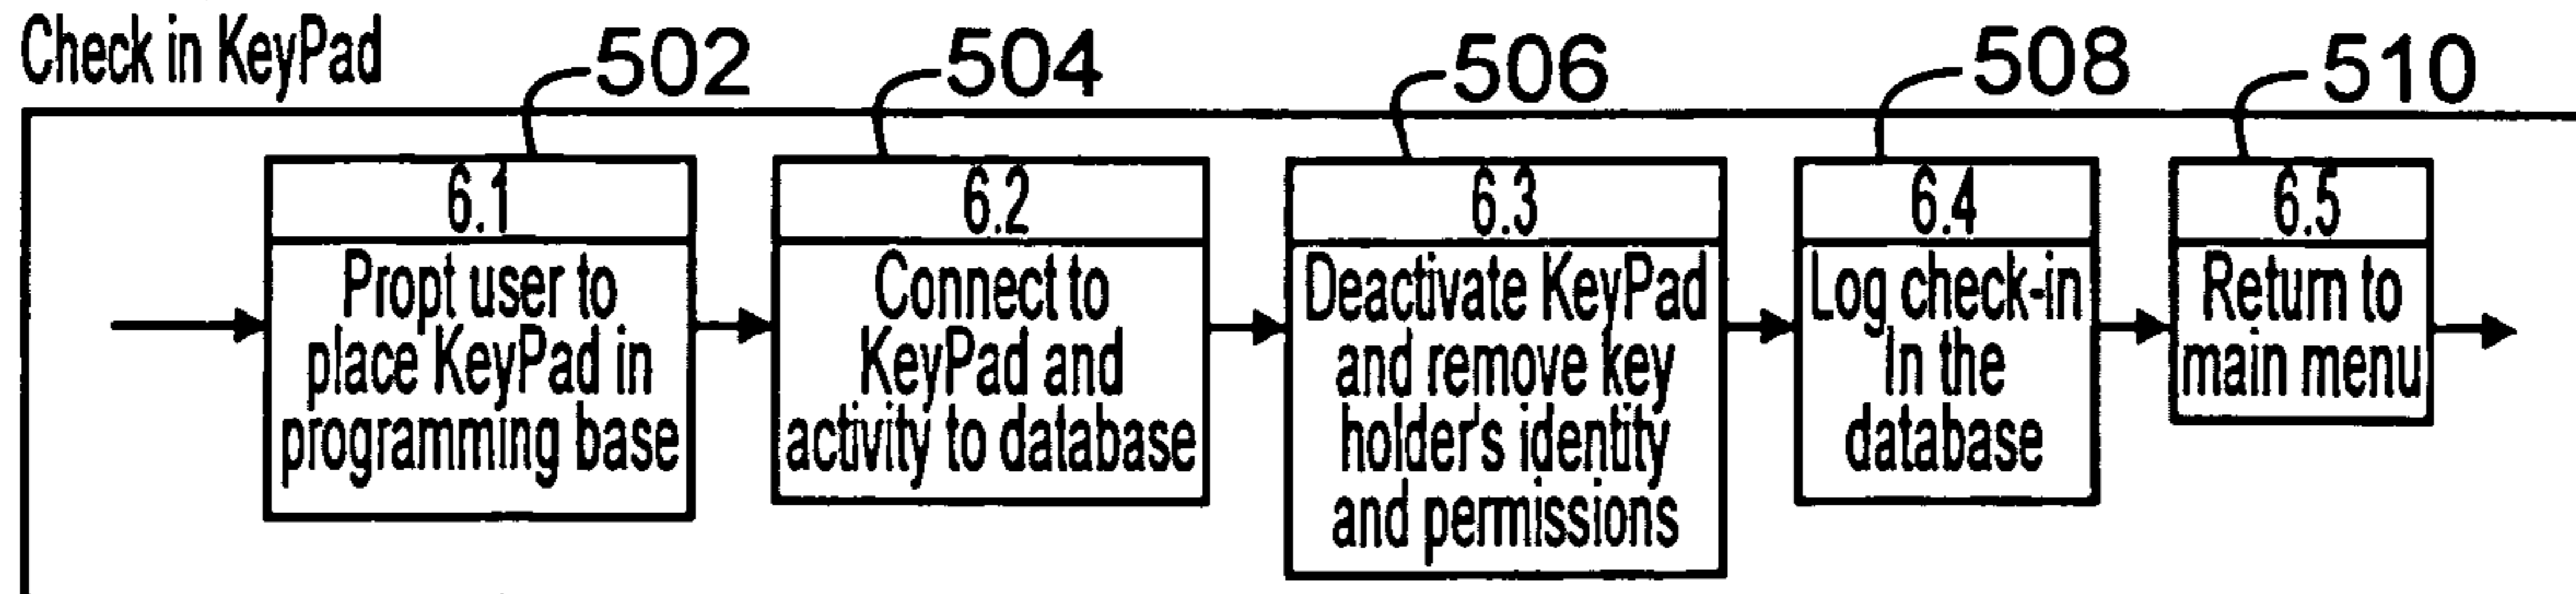 Check in KeyPad
502
504
506
508
510
6.1
Propt user to
place KeyPad in
programming base
6.2
Connect to
KeyPad and
activity to database
6.3
Deactivate KeyPad
and remove key
holder's identity
and permissions
6.4
Log check-in
In the
database
6.5
Return to
main menu